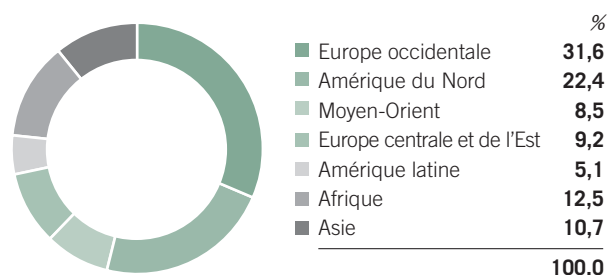 %
Europe occidentale 31,6
Amérique du Nord 22,4
Moyen-Orient 8,5
Europe centrale et de l'Est 9,2
Amérique latine 5,1
Afrique 12,5
Asie 10,7
100,0